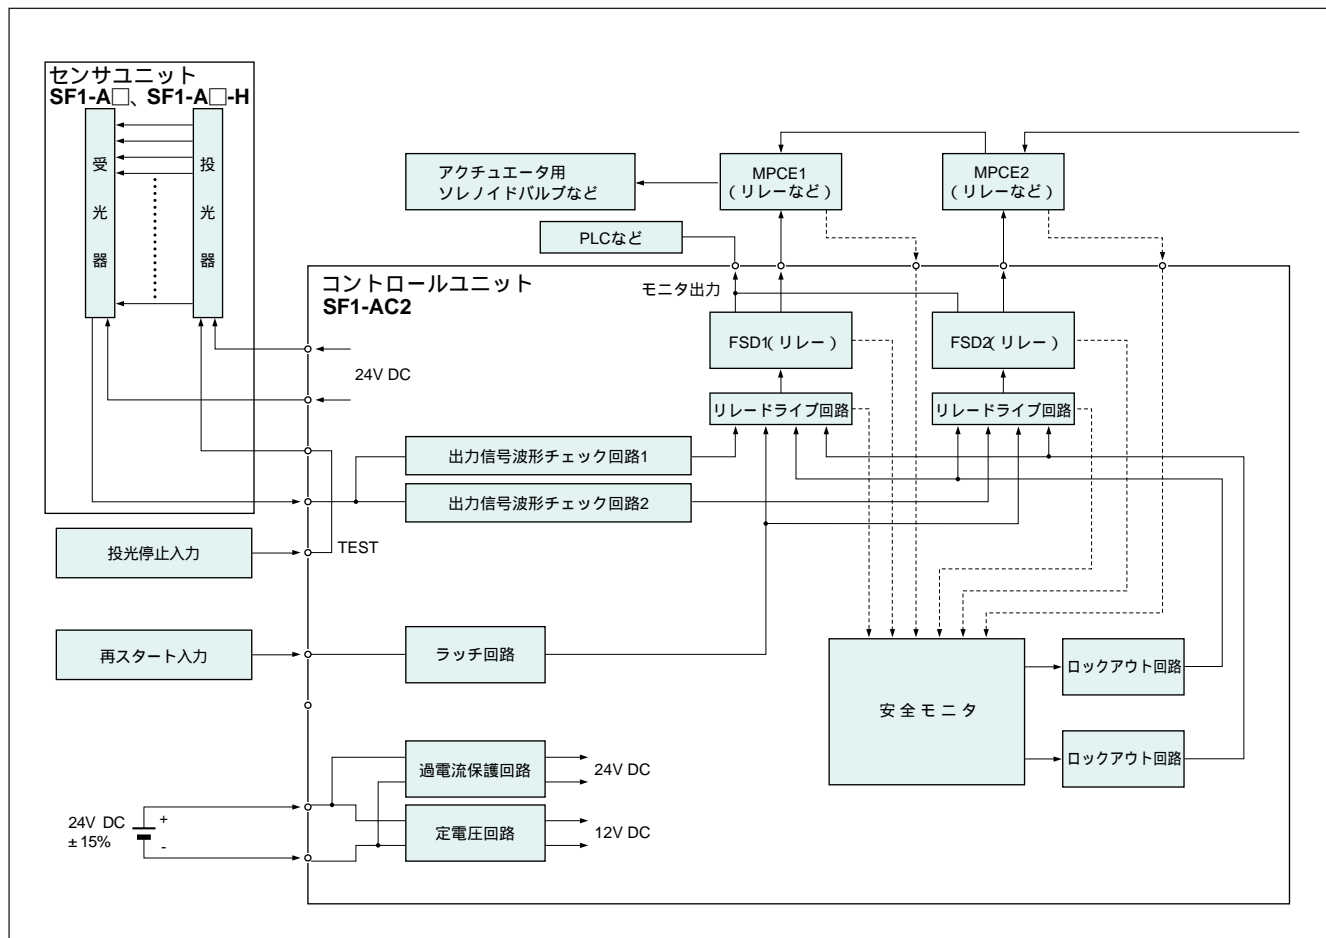 センサユニット
SF1-A□、SF1-A□-H
受光器
投光器
アクチュエータ用
ソレノイドバルブなど
MPCE1
(リレーなど)
MPCE2
(リレーなど)
PLCなど
コントロールユニット
SF1-AC2
モニタ出力
FSD1(リレー)
FSD2(リレー)
24V DC
リレードライブ回路
リレードライブ回路
出力信号波形チェック回路1
出力信号波形チェック回路2
投光停止入力
TEST
再スタート入力
ラッチ回路
安全モニタ
ロックアウト回路
ロックアウト回路
過電流保護回路
24V DC
定電圧回路
12V DC
24V DC
±15%
+
-